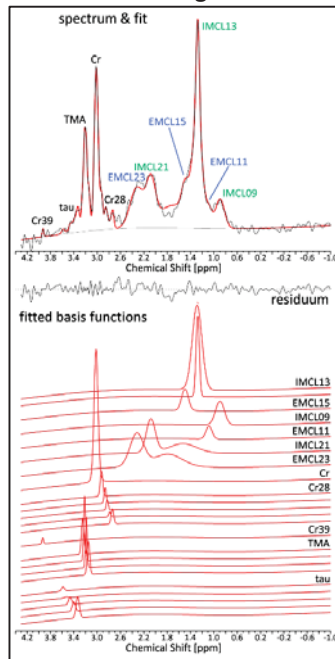 spectrum & fit
IMCL13
Cr
EMCL15
TMA
IMCL21
EMCL11
EMCL23
Cr28
IMCL09
tau
Cr39
4.2 3.8 3.4 3.0 2.6 2.2 1.8 1.4 1.0 0.6 0.2 -0.2 -0.6 -1.0
Chemical Shift [ppm]
residuum
fitted basis functions
IMCL13
EMCL15
IMCL09
EMCL11
IMCL21
EMCL23
Cr
Cr28
Cr39
TMA
tau
4.2 3.8 3.4 3.0 2.6 2.2 1.8 1.4 1.0 0.6 0.2 -0.2 -0.6 -1.0
Chemical Shift [ppm]